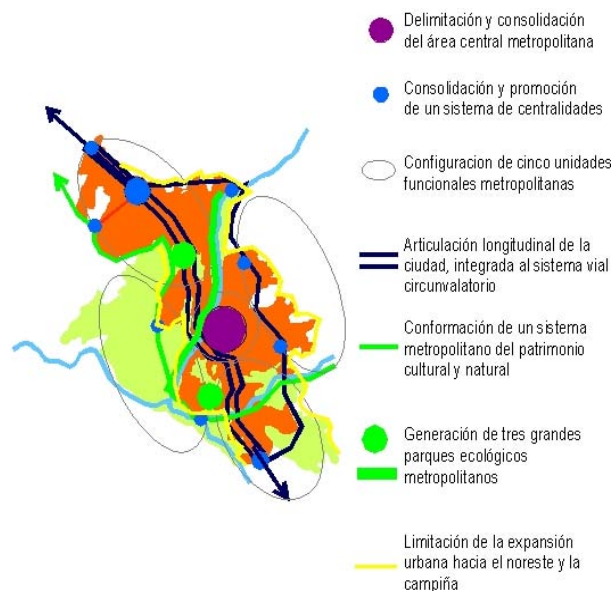 Delimitación y consolidación
del área central metropolitana
Consolidación y promoción
de un sistema de centralidades
Configuracion de cinco unidades
funcionales metropolitanas
Articulación longitudinal de la
ciudad, integrada al sistema vial
circunvalatorio
Conformación de un sistema
metropolitano del patrimonio
cultural y natural
Generación de tres grandes
parques ecológicos
metropolitanos
Limitación de la expansión
urbana hacia el noreste y la
campiña